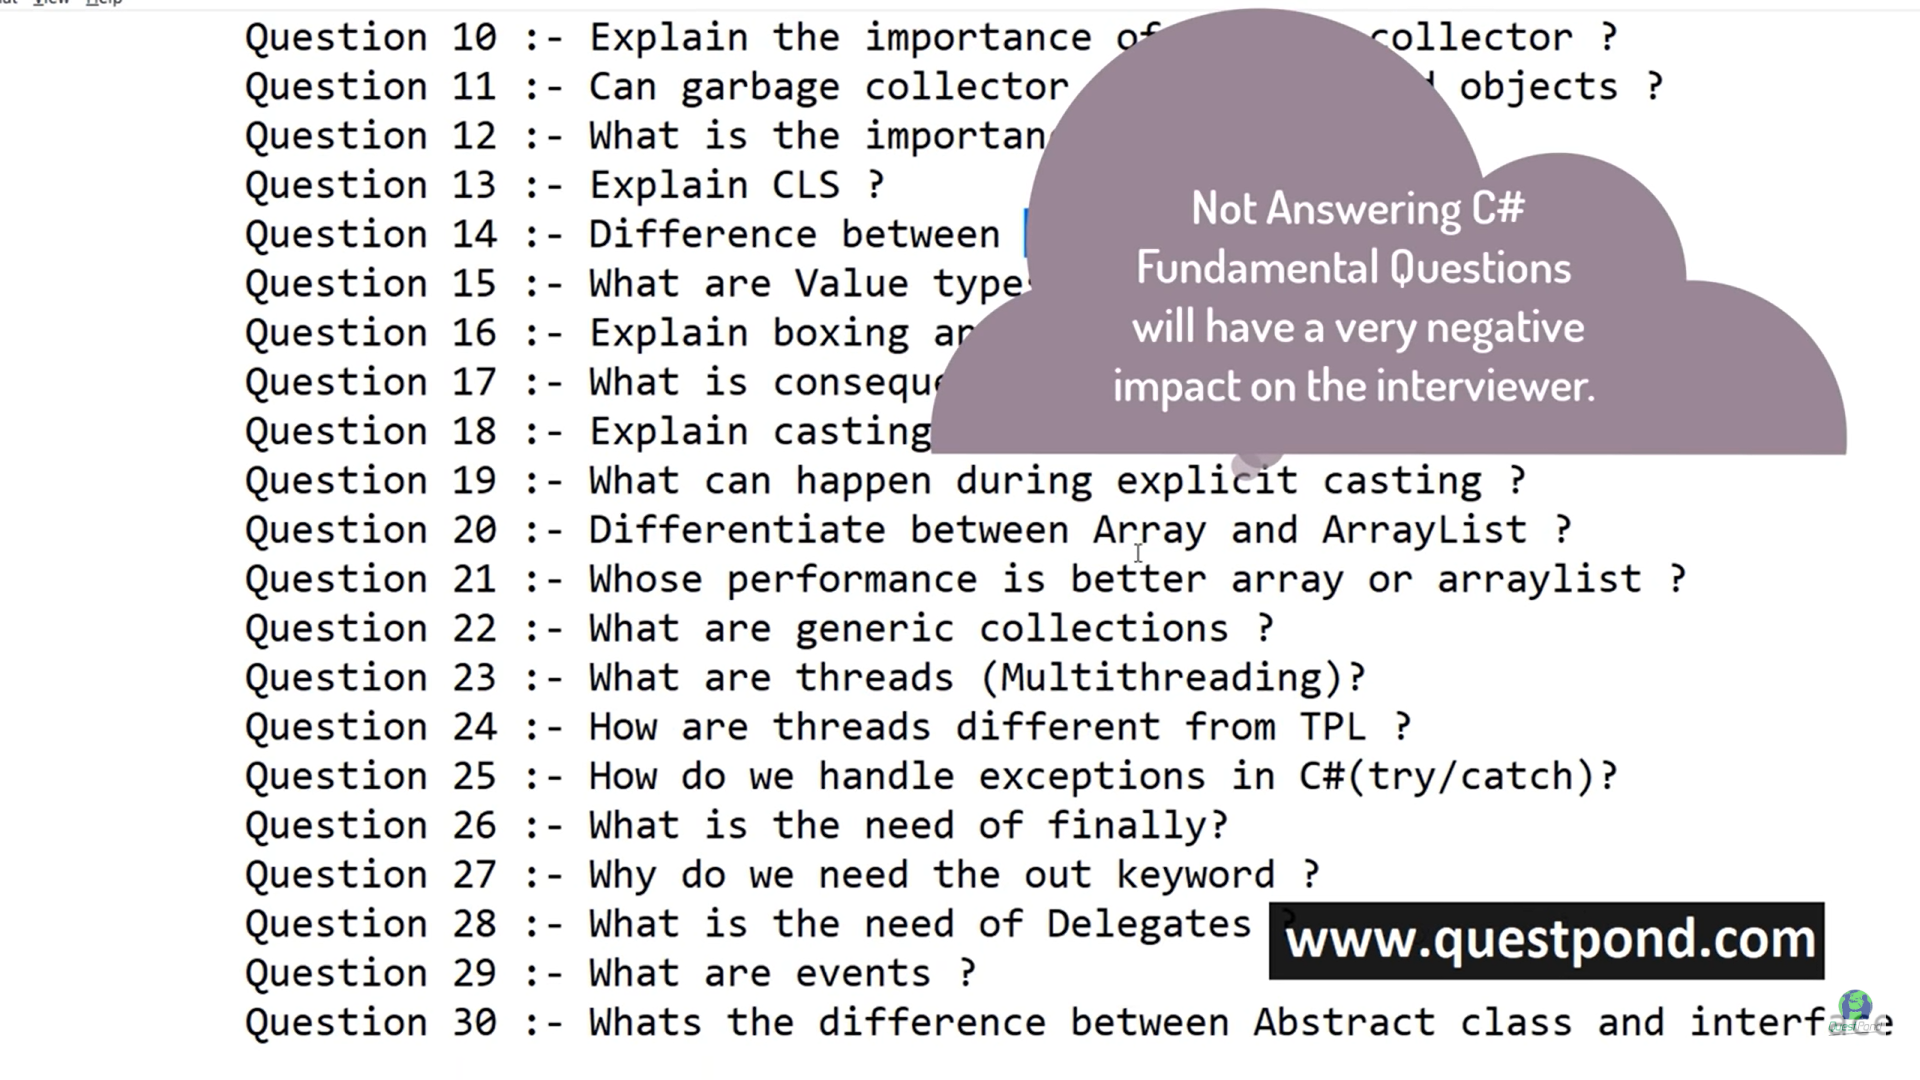 View Help
Question 10 :- Explain the importance of collector ?
Question 11 :- Can garbage collector objects ?
Question 12 :- What is the
Question 13 :- Explain CLS ?
Question 14 :- Difference between
Question 15 :- What are Value
Question 16 :- Explain boxing
Question 17 :- What is
Question 18 :- Explain casting
Question 19 :- What can happen during explicit casting ?
Question 20 :- Differentiate between Array and ArrayList ?
Question 21 :- Whose performance is better array or arraylist ?
Question 22 :- What are generic collections ?
Question 23 :- What are threads (Multithreading)?
Question 24 :- How are threads different from TPL ?
Question 25 :- How do we handle exceptions in C#(try/catch)?
Question 26 :- What is the need of finally?
Question 27 :- Why do we need the out keyword ?
Question 28 :- What is the need of Delegates ?
Question 29 :- What are events ?
Question 30 :- Whats the difference between Abstract class and interface
Not Answering C#
Fundamental Questions
will have a very negative
impact on the interviewer.
www.questpond.com